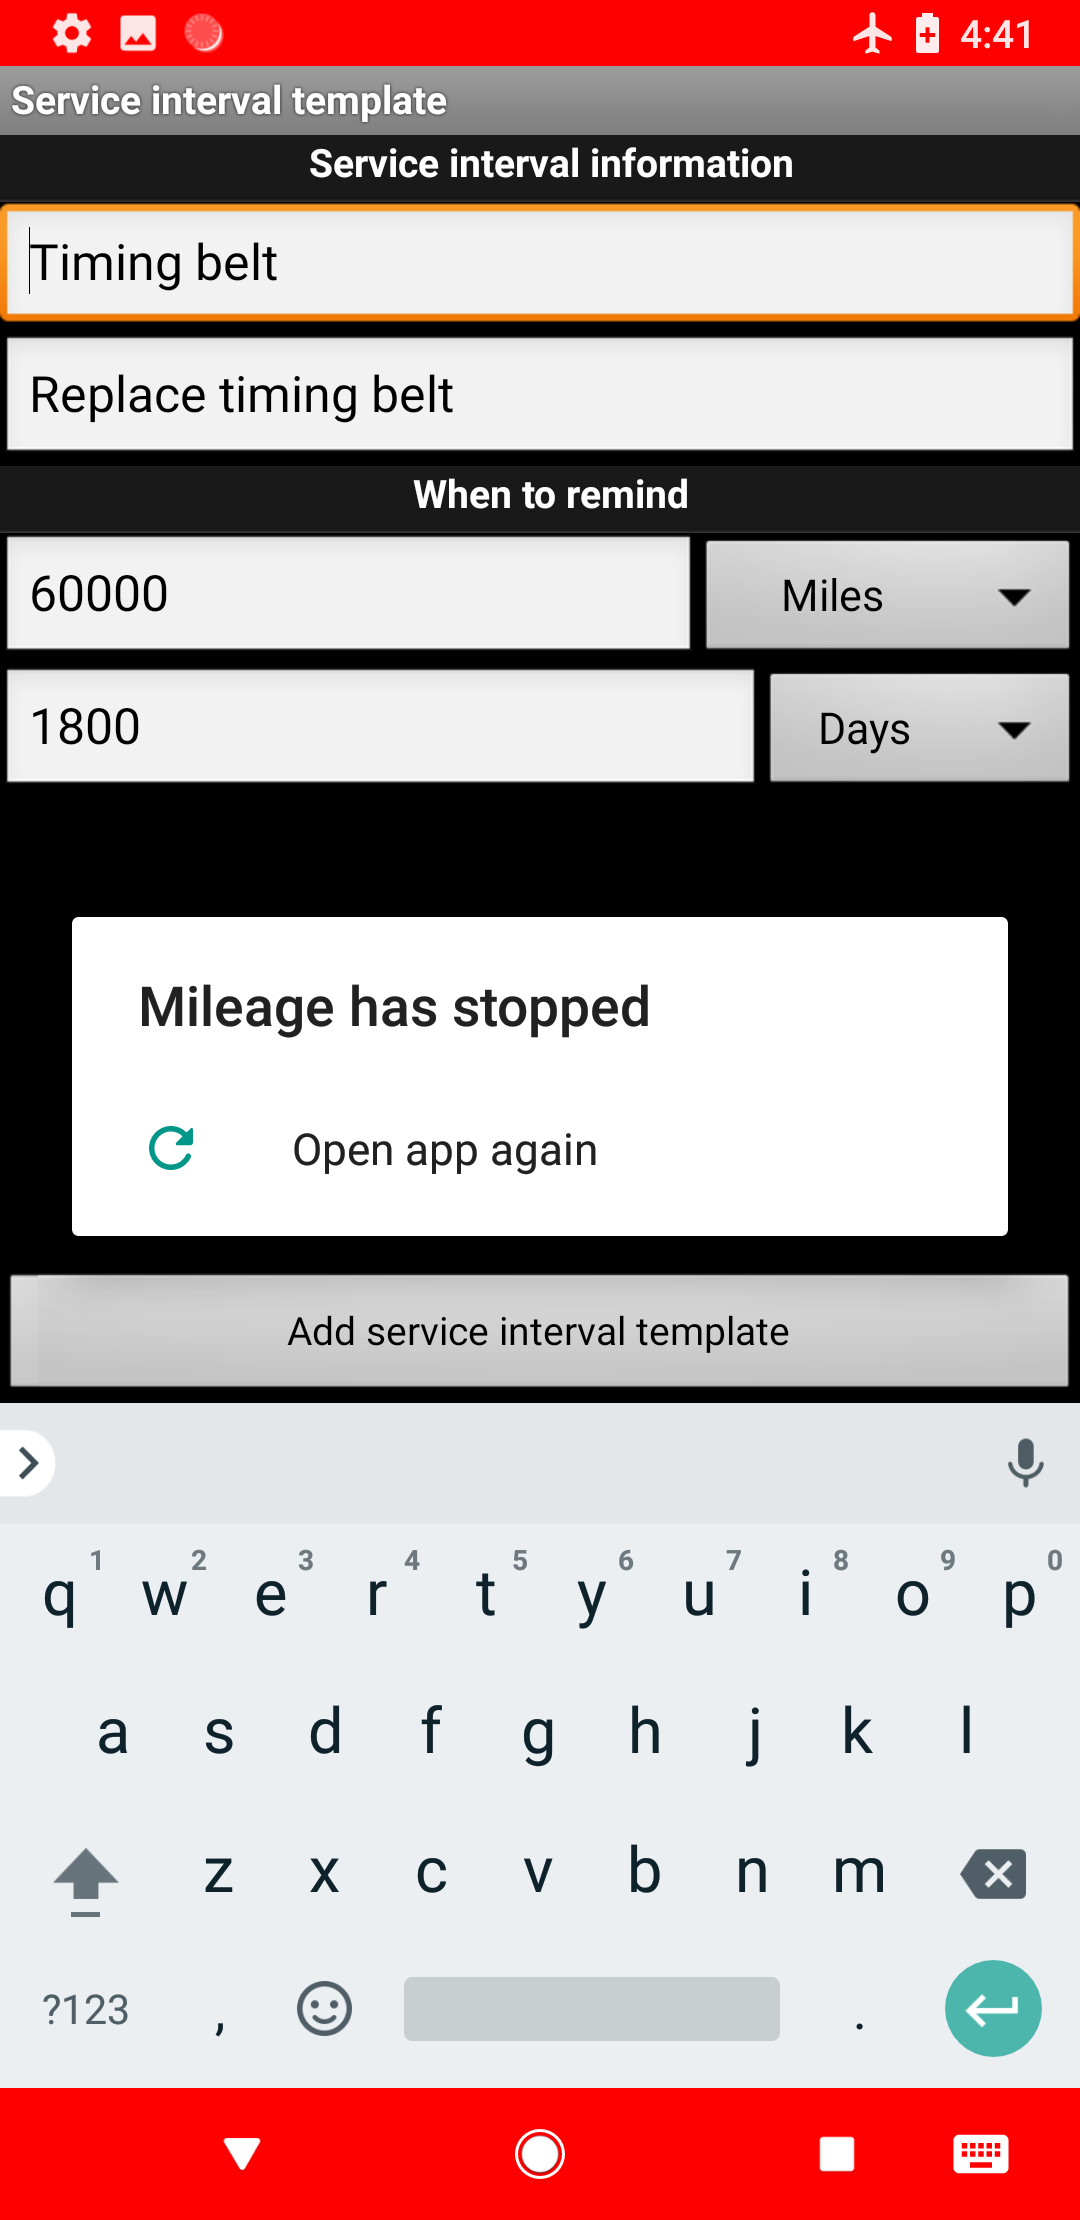 4:41
Service interval template
Service interval information
Timing belt
Replace timing belt
When to remind
60000 Miles
1800 Days
Mileage has stopped
Open app again
Add service interval template
1 2 3 4 5 6 7 8 9 0
q w e r t y u i o p
a s d f g h j k l
z x c v b n m
?123 , .